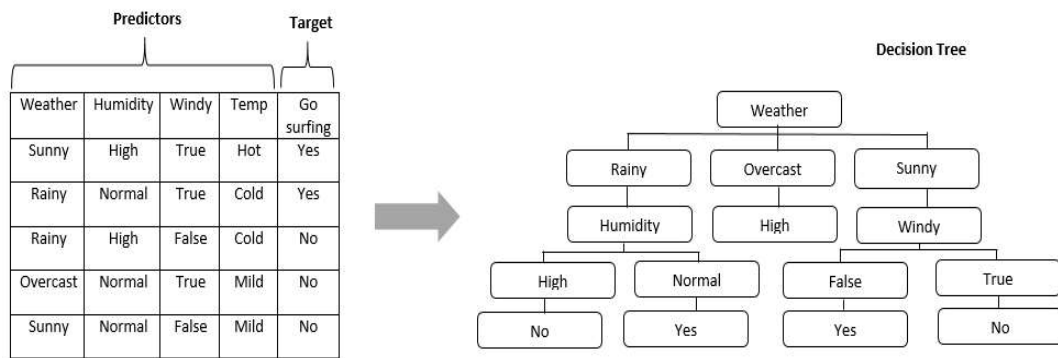 Predictors
Target
Weather Humidity Windy Temp Go
surfing
Sunny High True Hot Yes
Rainy Normal True Cold Yes
Rainy High False Cold No
Overcast Normal True Mild No
Sunny Normal False Mild No
Decision Tree
Weather
Rainy Overcast Sunny
Humidity High Windy
High Normal False True
No Yes Yes No